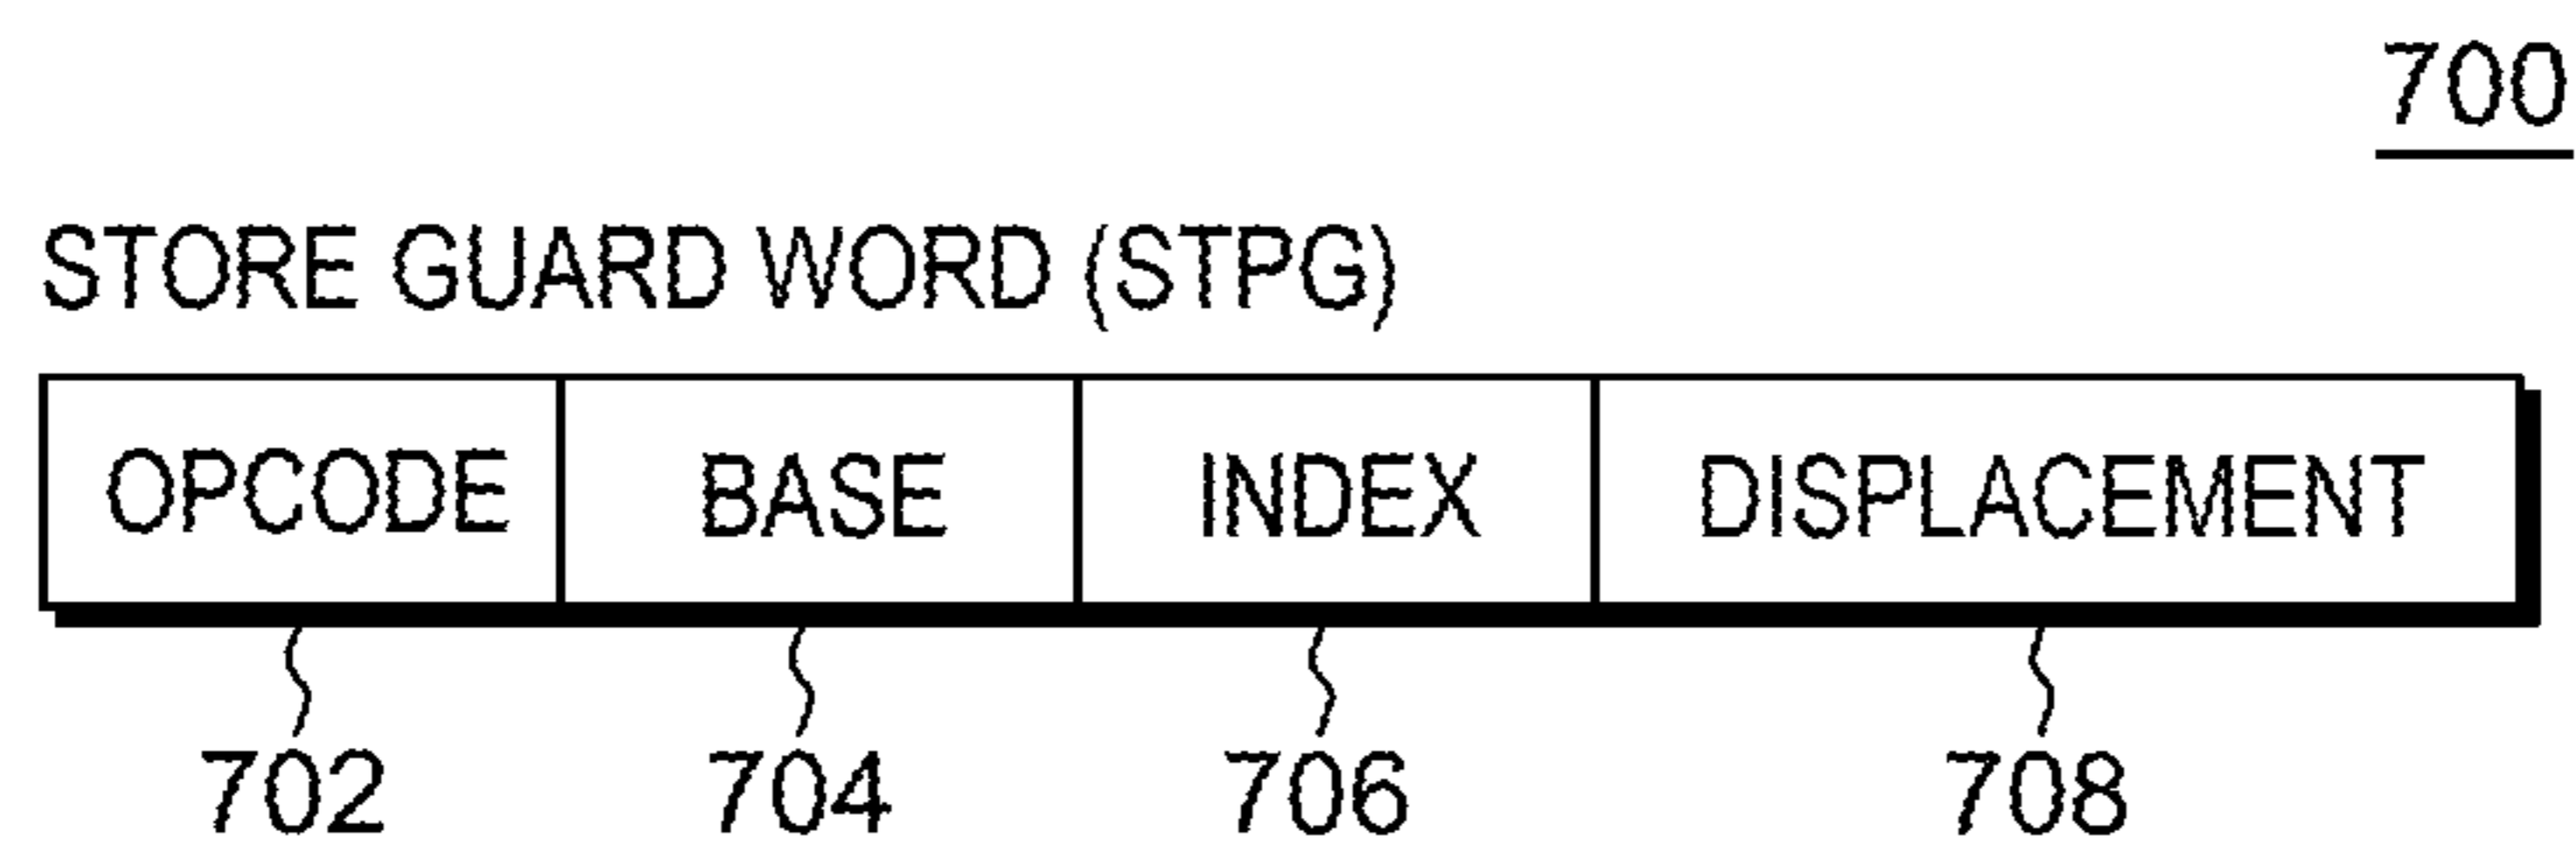 700
STORE GUARD WORD (STPG)
OPCODE BASE INDEX DISPLACEMENT
702 704 706 708